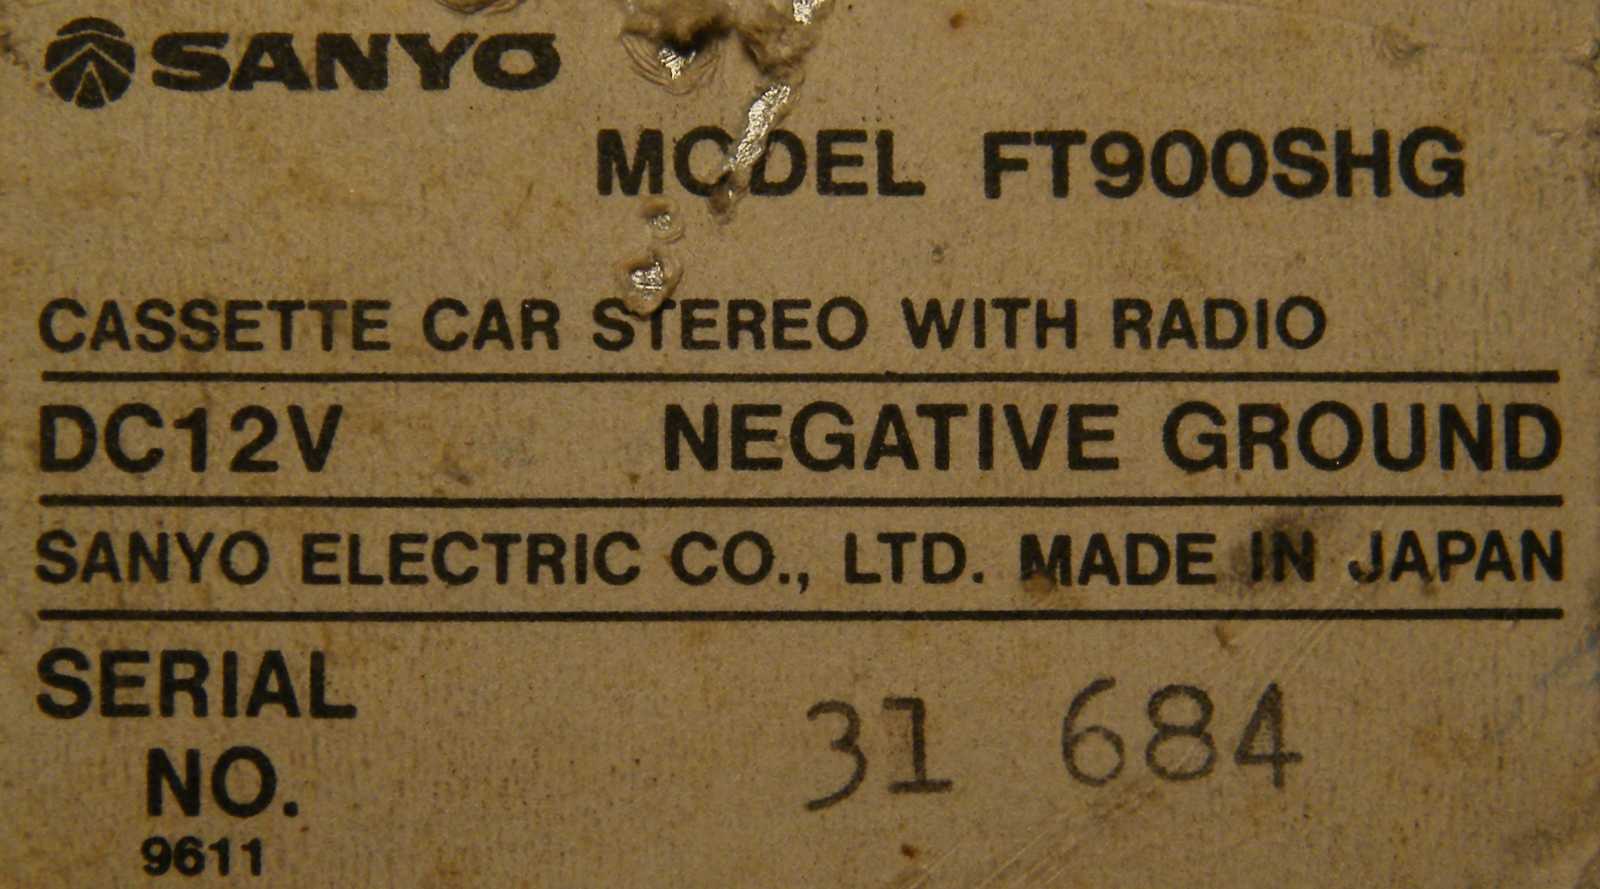 SANYO
MODEL FT900SHG
CASSETTE CAR STEREO WITH RADIO
DC12V NEGATIVE GROUND
SANYO ELECTRIC CO., LTD. MADE IN JAPAN
SERIAL
NO. 31 684
9611